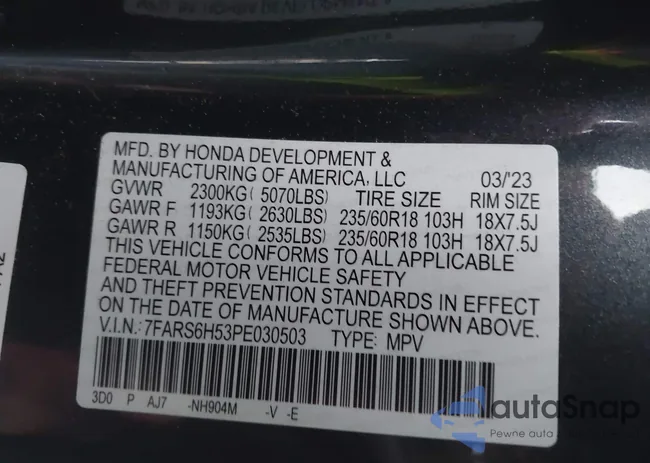 MFD. BY HONDA DEVELOPMENT &
MANUFACTURING OF AMERICA, LLC 03/'23
GVWR 2300KG ( 5070LBS) TIRE SIZE RIM SIZE
GAWR F 1193KG ( 2630LBS) 235/60R18 103H 18X7.5J
GAWR R 1150KG ( 2535LBS) 235/60R18 103H 18X7.5J
THIS VEHICLE CONFORMS TO ALL APPLICABLE
FEDERAL MOTOR VEHICLE SAFETY
AND THEFT PREVENTION STANDARDS IN EFFECT
ON THE DATE OF MANUFACTURE SHOWN ABOVE.
V.I.N.: 7FARS6H53PE030503 TYPE: MPV
3D0 P AJ7 -NH904M -V -E
autoSnap
Pewne auto